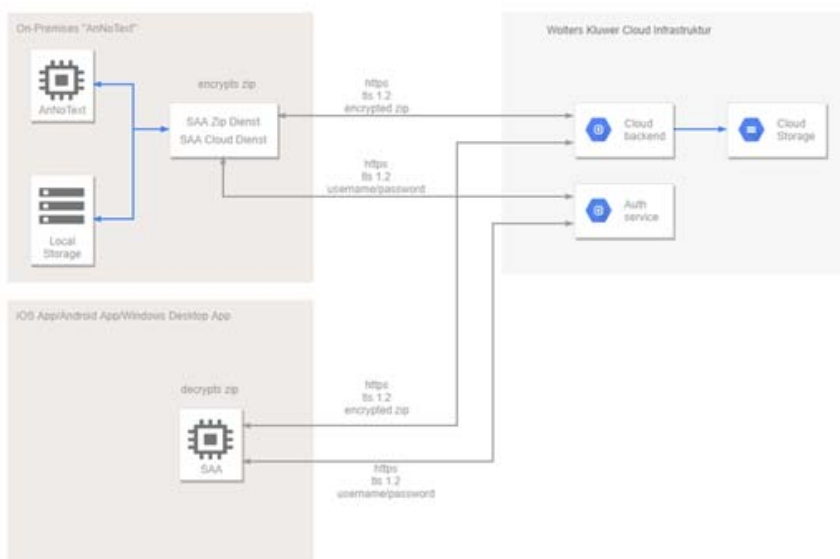 On-Premises "AnNoText"
AnNoText
Local
Storage
encrypts zip
SAA Zip Dienst
SAA Cloud Dienst
https
tls 1.2
encrypted zip
https
tls 1.2
username/password
Wolters Kluwer Cloud Infrastruktur
Cloud
backend
Cloud
Storage
Auth
service
iOS App/Android App/Windows Desktop App
decrypts zip
SAA
https
tls 1.2
encrypted zip
https
tls 1.2
username/password